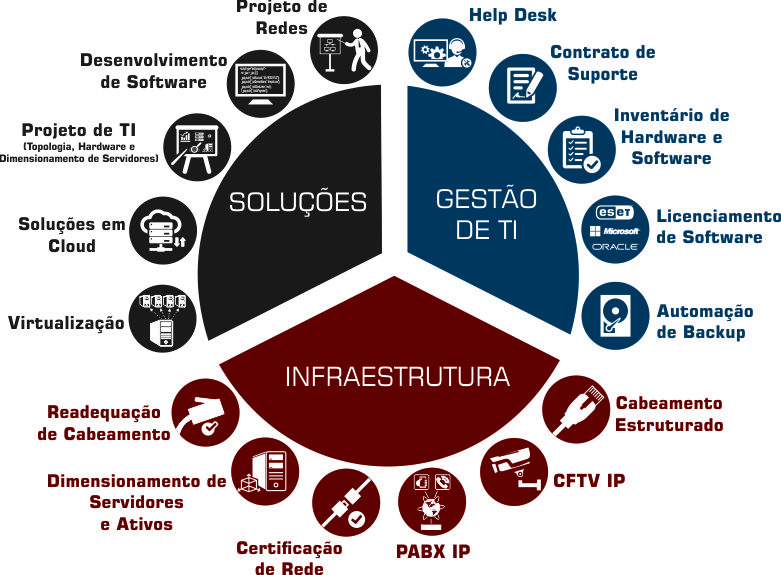 Projeto de
Redes
Desenvolvimento
de Software
Projeto de TI
(Topologia, Hardware e
Dimensionamento de Servidores)
Soluções em
Cloud
Virtualização
SOLUÇÕES
Help Desk
Contrato de
Suporte
Inventário de
Hardware e
Software
eset
Microsoft
ORACLE
Licenciamento
de Software
Automação
de Backup
GESTÃO
DE TI
INFRAESTRUTURA
Readequação
de Cabeamento
Dimensionamento de
Servidores
e Ativos
Certificação
de Rede
PABX IP
CFTV IP
Cabeamento
Estruturado